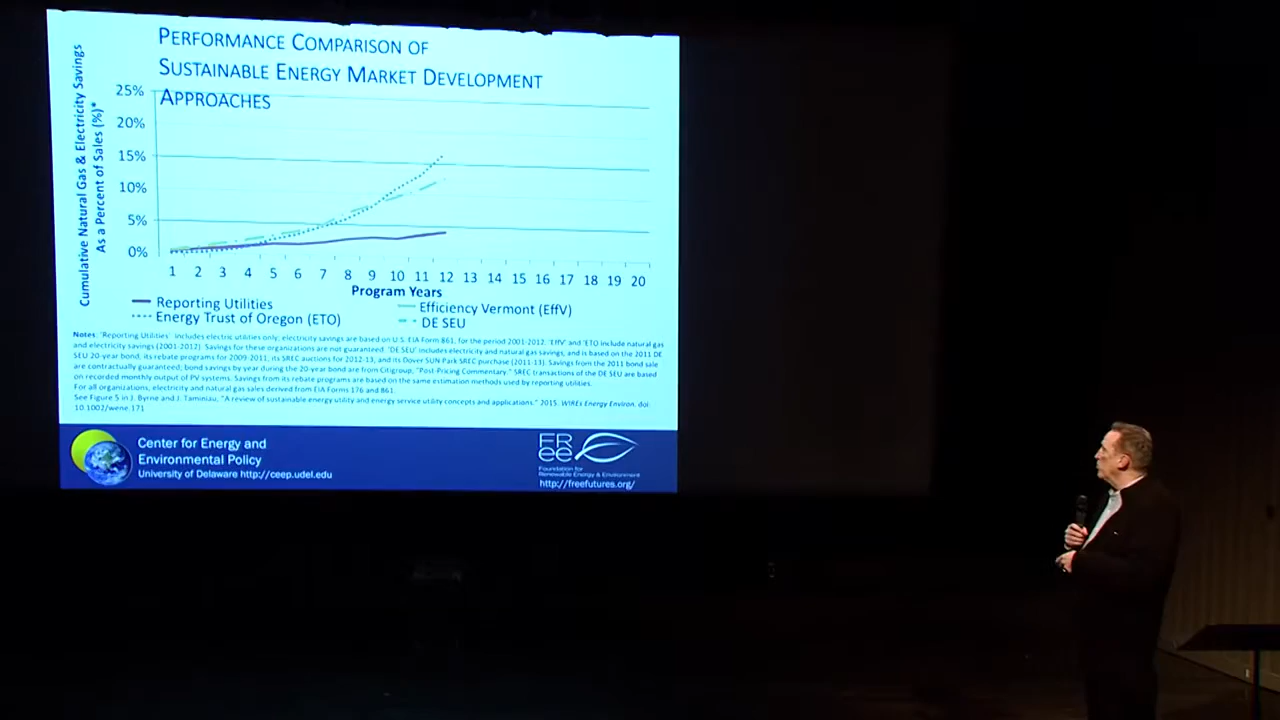 PERFORMANCE COMPARISON OF
SUSTAINABLE ENERGY MARKET DEVELOPMENT
APPROACHES
Cumulative Natural Gas & Electricity Savings
As a Percent of Sales (%)*
25%
20%
15%
10%
5%
0%
1 2 3 4 5 6 7 8 9 10 11 12 13 14 15 16 17 18 19 20
Program Years
Reporting Utilities
Efficiency Vermont (EffV)
Energy Trust of Oregon (ETO)
DE SEU
Notes: 'Reporting Utilities' includes electric utilities only; electricity savings are based on U.S. EIA Form 861, for the period 2001-2012. 'EffV' and 'ETO include natural gas
and electricity savings (2001-2012). Savings for these organizations are not guaranteed. 'DE SEU' includes electricity and natural gas savings, and is based on the 2011 DE
SEU 20-year bond, its rebate programs for 2009-2011, its SREC auctions for 2012-13, and its Dover SUN Park SREC purchase (2011-13). Savings from the 2011 bond sale
are contractually guaranteed; bond savings by year during the 20-year bond are from Citigroup, "Post-Pricing Commentary." SREC transactions of the DE SEU are based
on recorded monthly output of PV systems. Savings from its rebate programs are based on the same estimation methods used by reporting utilities.
For all organizations, electricity and natural gas sales derived from EIA Forms 176 and 861.
See Figure 5 in J. Byrne and J. Taminiau, "A review of sustainable energy utility and energy service utility concepts and applications." 2015. WIREs Energy Environ. doi:
10.1002/wene.171
Center for Energy and
Environmental Policy
University of Delaware http://ceep.udel.edu
FRee
Foundation for
Renewable Energy & Environment
http://freefutures.org/